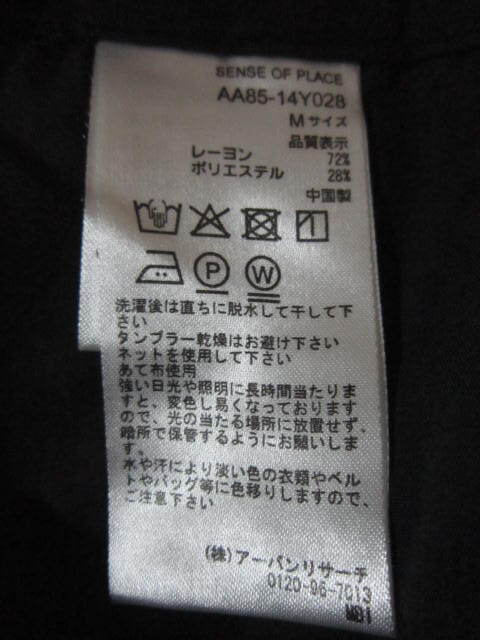 SENSE OF PLACE
AA85-14Y028
M サイズ
品質表示
レーヨン 72%
ポリエステル 28%
中国製
P W
洗濯後は直ちに脱水して干して下
さい
タンブラー乾燥はお避け下さい
ネットを使用して下さい
あて布使用
強い日光や照明に長時間当たりま
すと、変色し易くなっております
ので、光の当たる場所に放置せず、
暗所で保管するようにお願いしま
す。
水や汗により淡い色の衣類やベル
トやバッグ等に色移りしますので、
ご注意下さい
(株)アーバンリサーチ
0120-96-7013
MB1